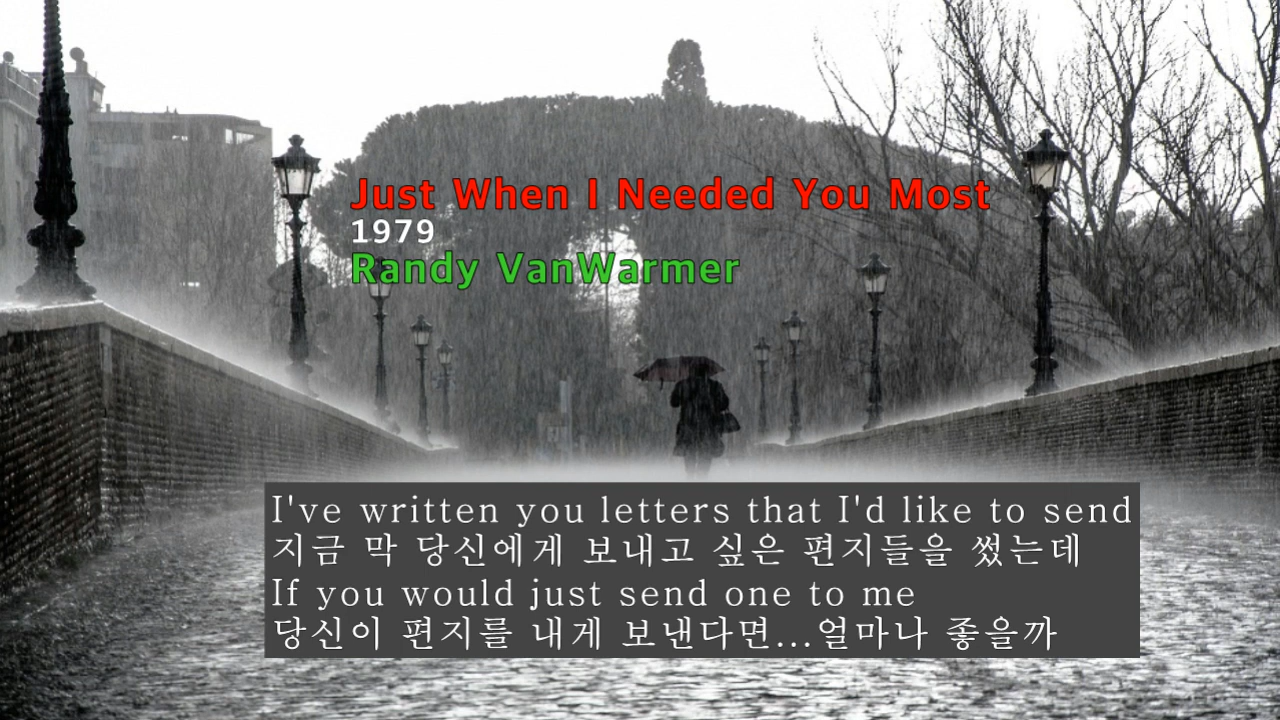 Just When I Needed You Most
1979
Randy VanWarmer
I've written you letters that I'd like to send
지금 막 당신에게 보내고 싶은 편지들을 썼는데
If you would just send one to me
당신이 편지를 내게 보낸다면...얼마나 좋을까